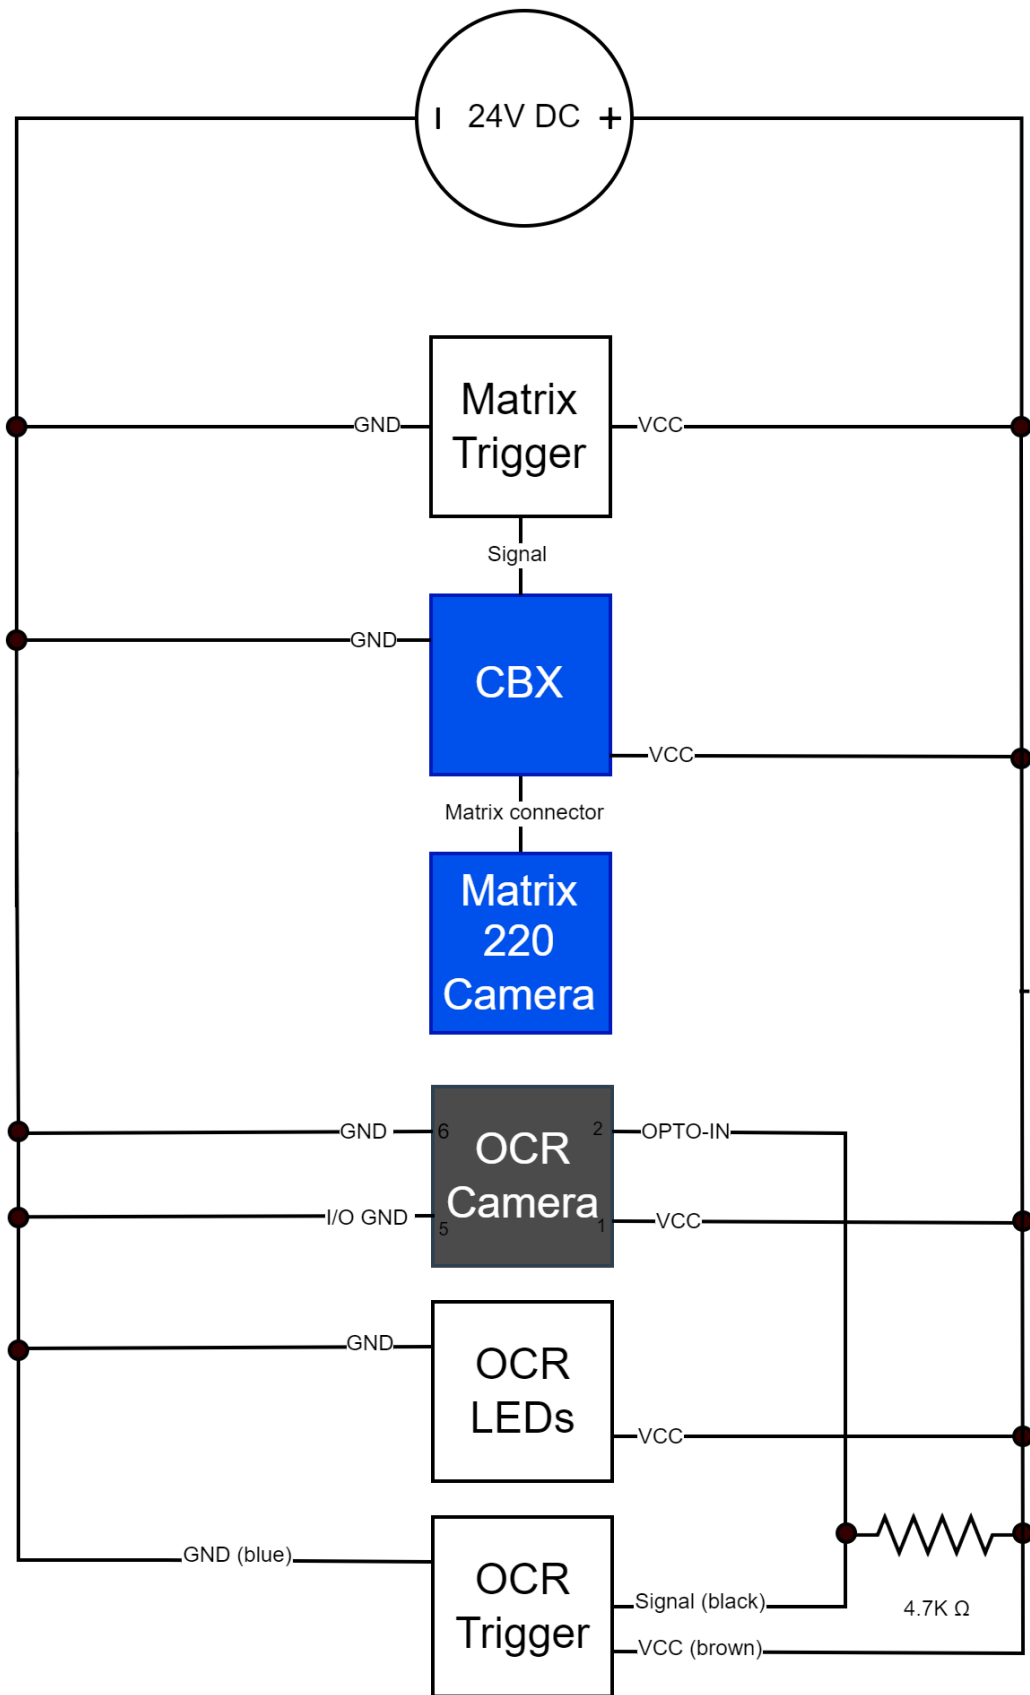 - 24V DC +
Matrix
Trigger
GND
VCC
Signal
CBX
GND
VCC
Matrix connector
Matrix
220
Camera
OCR
Camera
GND
6
2
OPTO-IN
I/O GND
5
1
VCC
OCR
LEDs
GND
VCC
OCR
Trigger
GND (blue)
Signal (black)
VCC (brown)
4.7K Ω